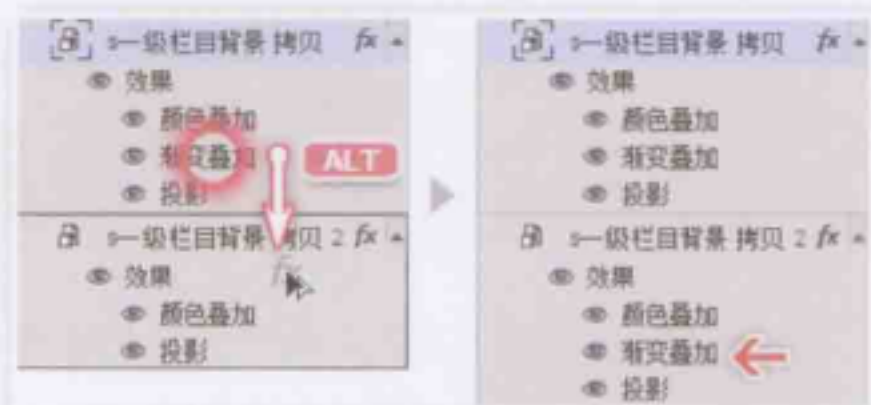 s一级栏目背景 拷贝 fx
效果
颜色叠加
渐变叠加 ALT
投影
s一级栏目背景 拷贝 2 fx
效果 fx
颜色叠加
投影
s一级栏目背景 拷贝 fx
效果
颜色叠加
渐变叠加
投影
s一级栏目背景 拷贝 2 fx
效果
颜色叠加
渐变叠加
投影